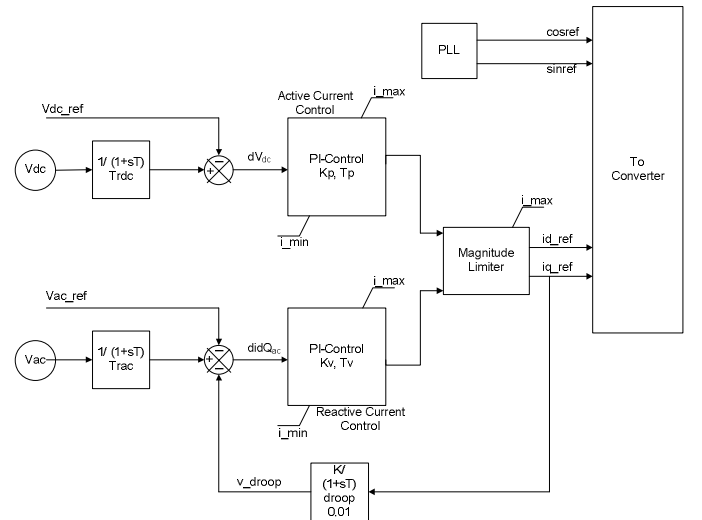 PLL
cosref
sinref
To
Converter
Active Current
Control
i_max
Vdc_ref
Vdc
1/ (1+sT)
Trdc
+
−
dVdc
PI-Control
Kp, Tp
i_min
i_max
Magnitude
Limiter
id_ref
iq_ref
Vac_ref
Vac
1/ (1+sT)
Trac
+
−
−
didQac
i_max
PI-Control
Kv, Tv
i_min
Reactive Current
Control
v_droop
K/
(1+sT)
droop
0,01